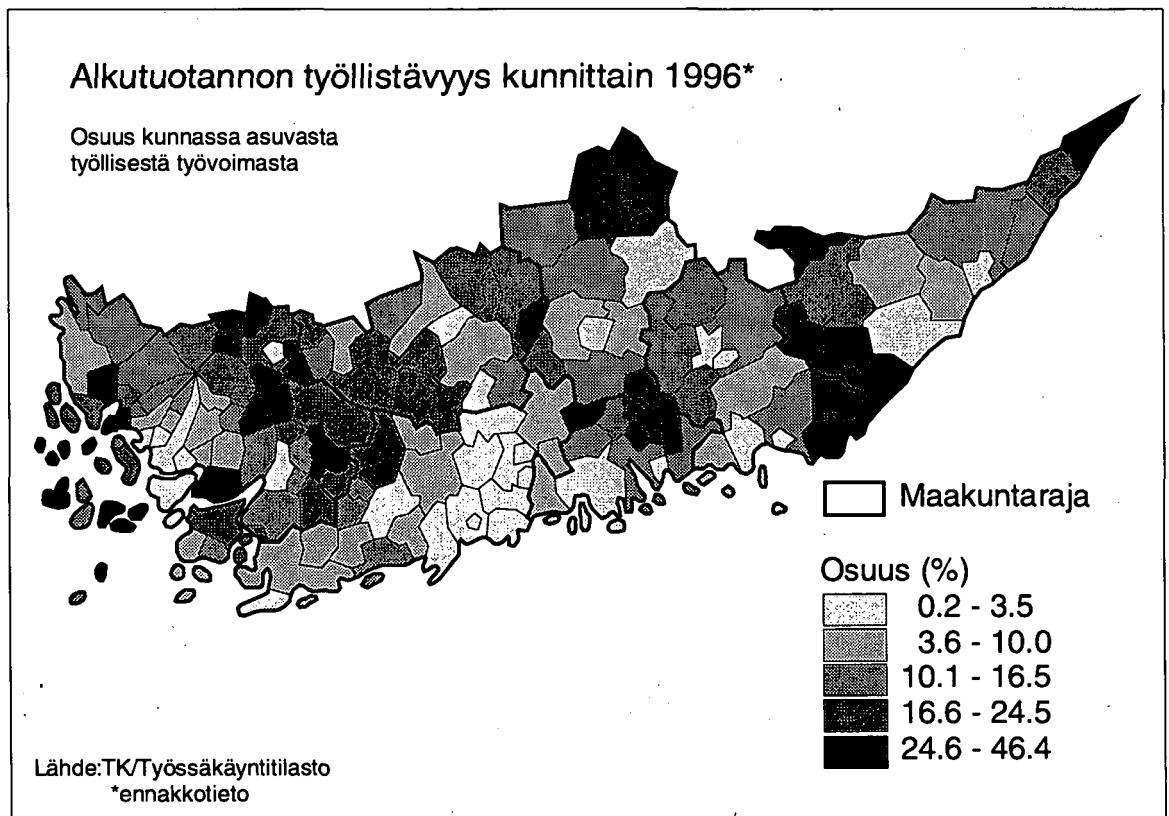 Alkutuotannon työllistävyys kunnittain 1996*
Osuus kunnassa asuvasta
työllisestä työvoimasta
Maakuntaraja
Osuus (%)
0.2 - 3.5
3.6 - 10.0
10.1 - 16.5
16.6 - 24.5
24.6 - 46.4
Lähde:TK/Työssäkäyntitilasto
*ennakkotieto